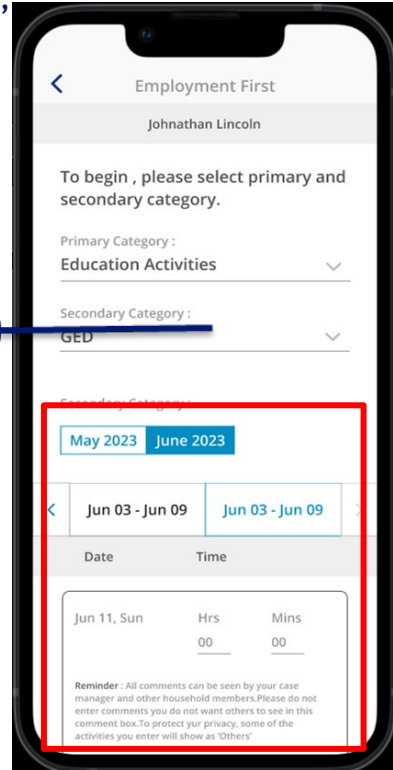 Employment First
Johnathan Lincoln
To begin , please select primary and
secondary category.
Primary Category :
Education Activities
Secondary Category :
GED
Secondary Category :
May 2023 June 2023
Jun 03 - Jun 09 Jun 03 - Jun 09
Date Time
Jun 11, Sun Hrs Mins
00 00
Reminder : All comments can be seen by your case
manager and other household members.Please do not
enter comments you do not want others to see in this
comment box.To protect yur privacy, some of the
activities you enter will show as 'Others'